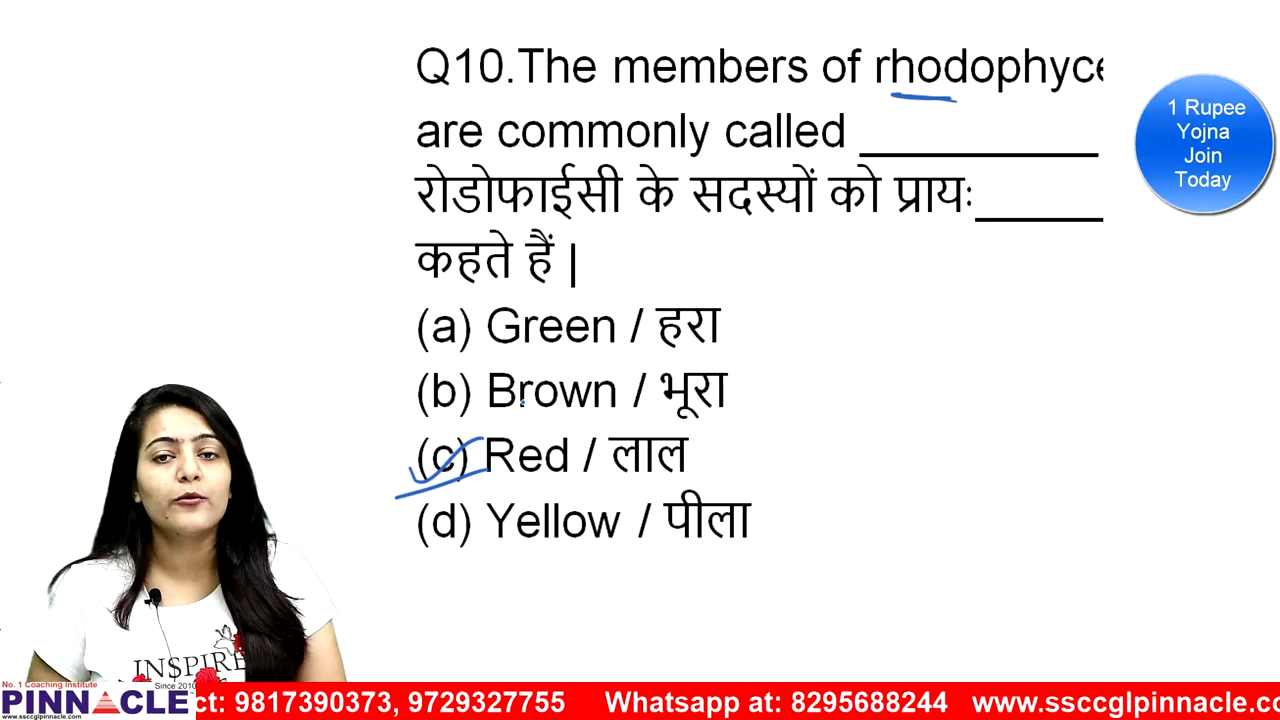 Q10.The members of rhodophyce
are commonly called ___________
रोडोफाईसी के सदस्यों को प्रायः______
कहते हैं |
(a) Green / हरा
(b) Brown / भूरा
(c) Red / लाल
(d) Yellow / पीला
1 Rupee
Yojna
Join
Today
INSPIRE
No. 1 Coaching Institute
Since 2010
PINNACLE
www.ssccglpinnacle.com
ct: 9817390373, 9729327755 Whatsapp at: 8295688244 www.ssccglpinnacle.co